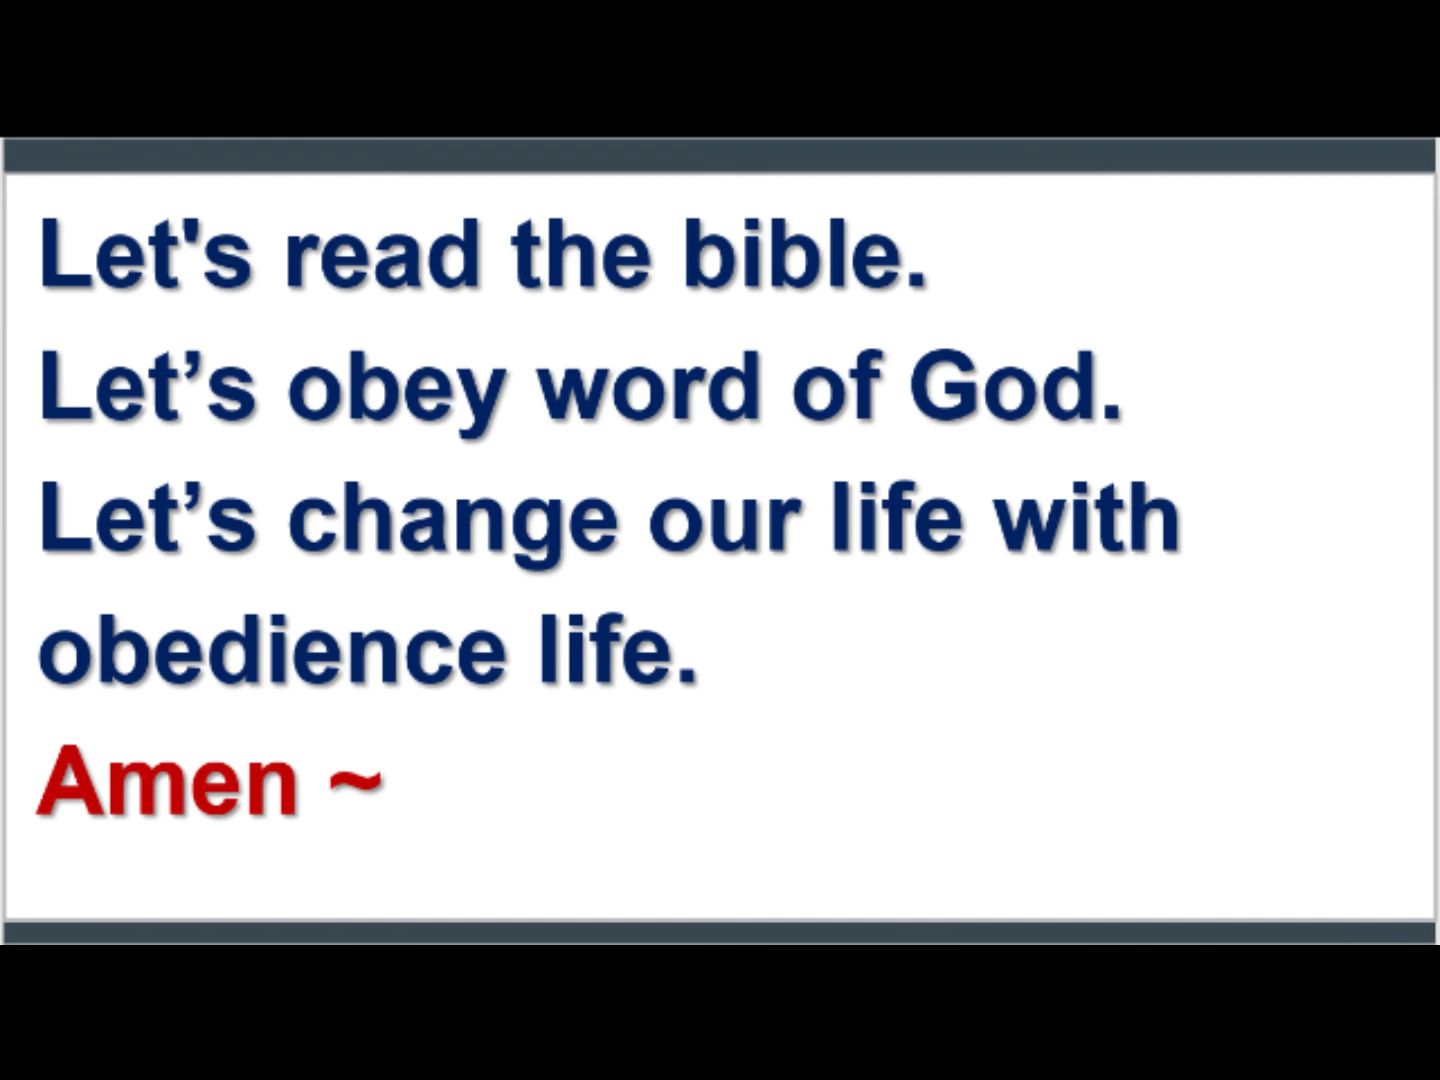 Let's read the bible.
Let’s obey word of God.
Let’s change our life with
obedience life.
Amen ~